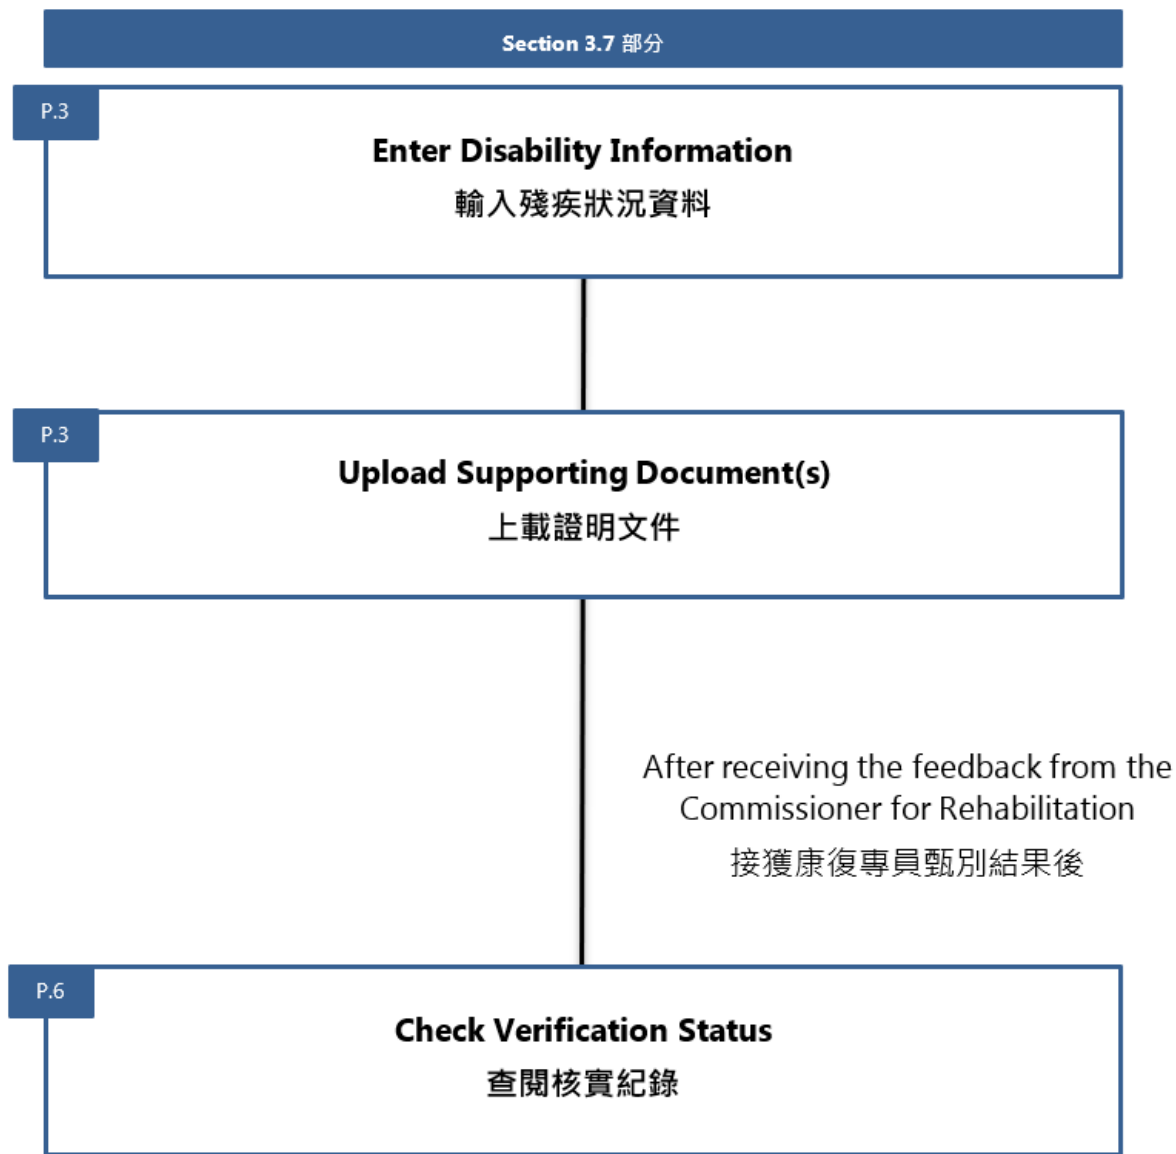 Section 3.7 部分
P.3
Enter Disability Information
輸入殘疾狀況資料
P.3
Upload Supporting Document(s)
上載證明文件
After receiving the feedback from the
Commissioner for Rehabilitation
接獲康復專員甄別結果後
P.6
Check Verification Status
查閱核實紀錄